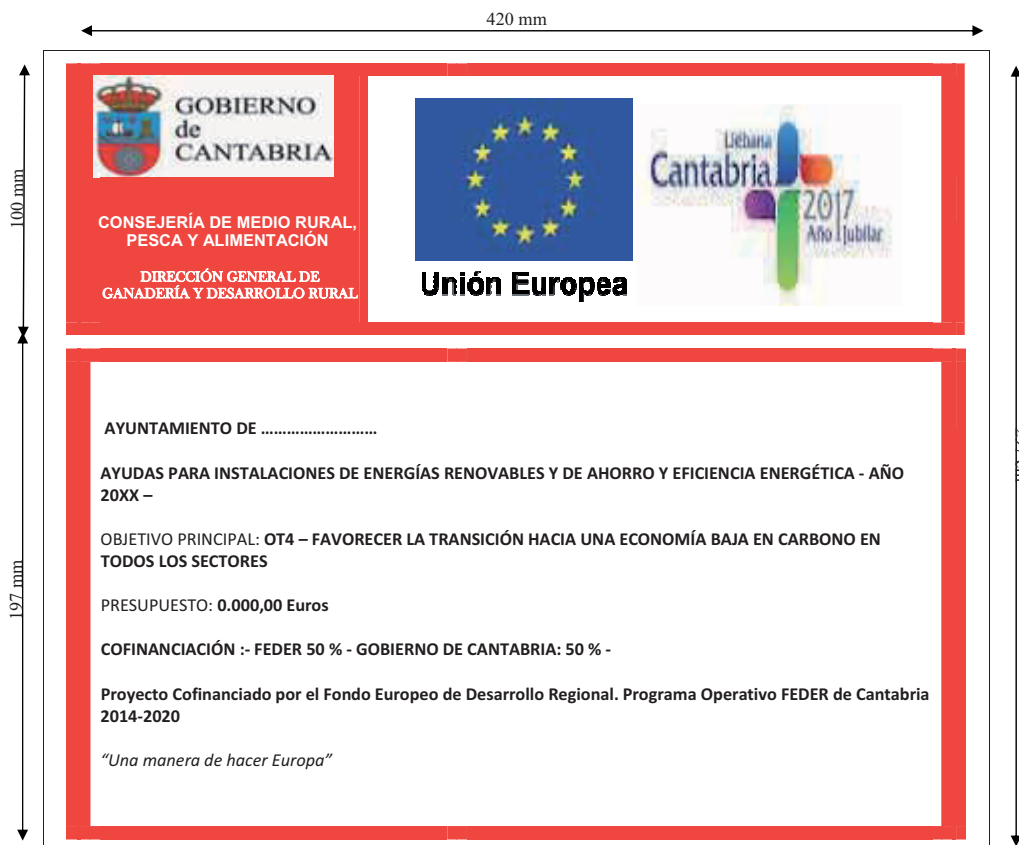 420 mm
100 mm
GOBIERNO
de
CANTABRIA
CONSEJERÍA DE MEDIO RURAL,
PESCA Y ALIMENTACIÓN
DIRECCIÓN GENERAL DE
GANADERÍA Y DESARROLLO RURAL
Unión Europea
Liébana
Cantabria
2017
Año Jubilar
197 mm
AYUNTAMIENTO DE ............................
AYUDAS PARA INSTALACIONES DE ENERGÍAS RENOVABLES Y DE AHORRO Y EFICIENCIA ENERGÉTICA - AÑO
20XX –
OBJETIVO PRINCIPAL: OT4 – FAVORECER LA TRANSICIÓN HACIA UNA ECONOMÍA BAJA EN CARBONO EN
TODOS LOS SECTORES
PRESUPUESTO: 0.000,00 Euros
COFINANCIACIÓN :- FEDER 50 % - GOBIERNO DE CANTABRIA: 50 % -
Proyecto Cofinanciado por el Fondo Europeo de Desarrollo Regional. Programa Operativo FEDER de Cantabria
2014-2020
“Una manera de hacer Europa”